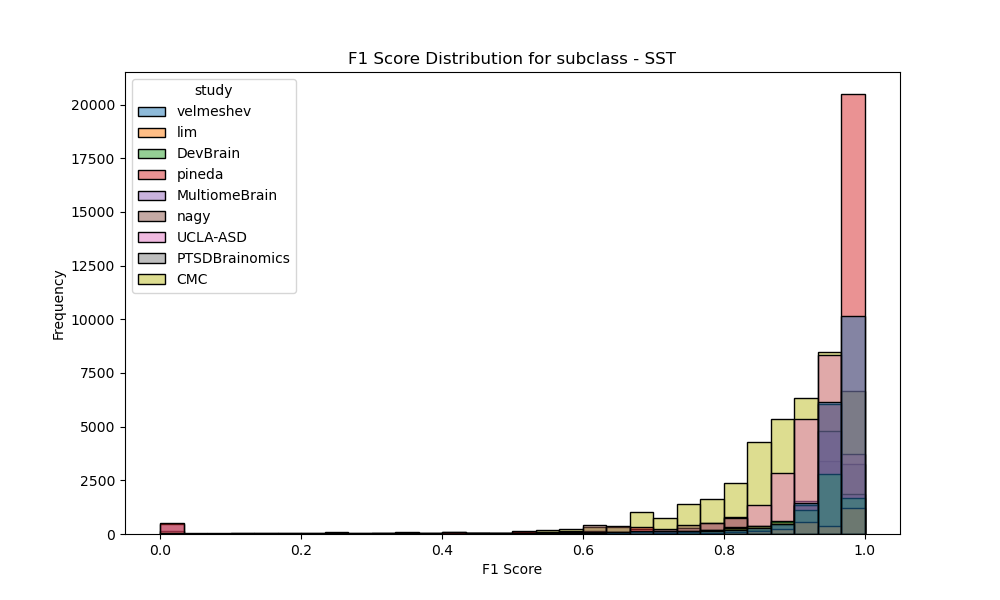 F1 Score Distribution for subclass - SST
study
velmeshev
lim
DevBrain
pineda
MultiomeBrain
nagy
UCLA-ASD
PTSDBrainomics
CMC
Frequency
20000
17500
15000
12500
10000
7500
5000
2500
0
0.0 0.2 0.4 0.6 0.8 1.0
F1 Score